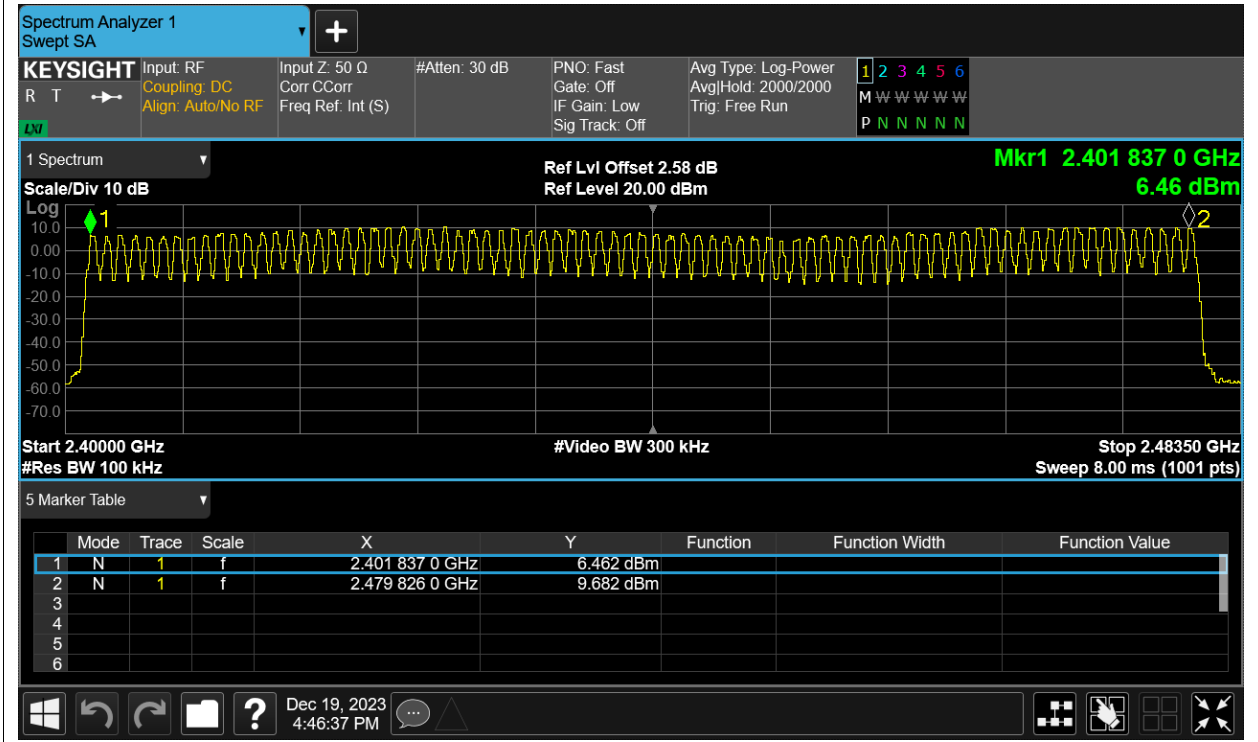 Spectrum Analyzer 1
Swept SA
KEYSIGHT
R T
LXI
Input: RF
Coupling: DC
Align: Auto/No RF
Input Z: 50 Ω
Corr CCorr
Freq Ref: Int (S)
#Atten: 30 dB
PNO: Fast
Gate: Off
IF Gain: Low
Sig Track: Off
Avg Type: Log-Power
Avg|Hold: 2000/2000
Trig: Free Run
1 2 3 4 5 6
M W W W W W
P N N N N N
1 Spectrum
Scale/Div 10 dB
Ref Lvl Offset 2.58 dB
Ref Level 20.00 dBm
Mkr1 2.401 837 0 GHz
6.46 dBm
Log
1
2
10.0
0.00
-10.0
-20.0
-30.0
-40.0
-50.0
-60.0
-70.0
Start 2.40000 GHz
#Video BW 300 kHz
Stop 2.48350 GHz
#Res BW 100 kHz
Sweep 8.00 ms (1001 pts)
5 Marker Table
Mode Trace Scale X Y Function Function Width Function Value
1 N 1 f 2.401 837 0 GHz 6.462 dBm
2 N 1 f 2.479 826 0 GHz 9.682 dBm
3
4
5
6
?
Dec 19, 2023
4:46:37 PM